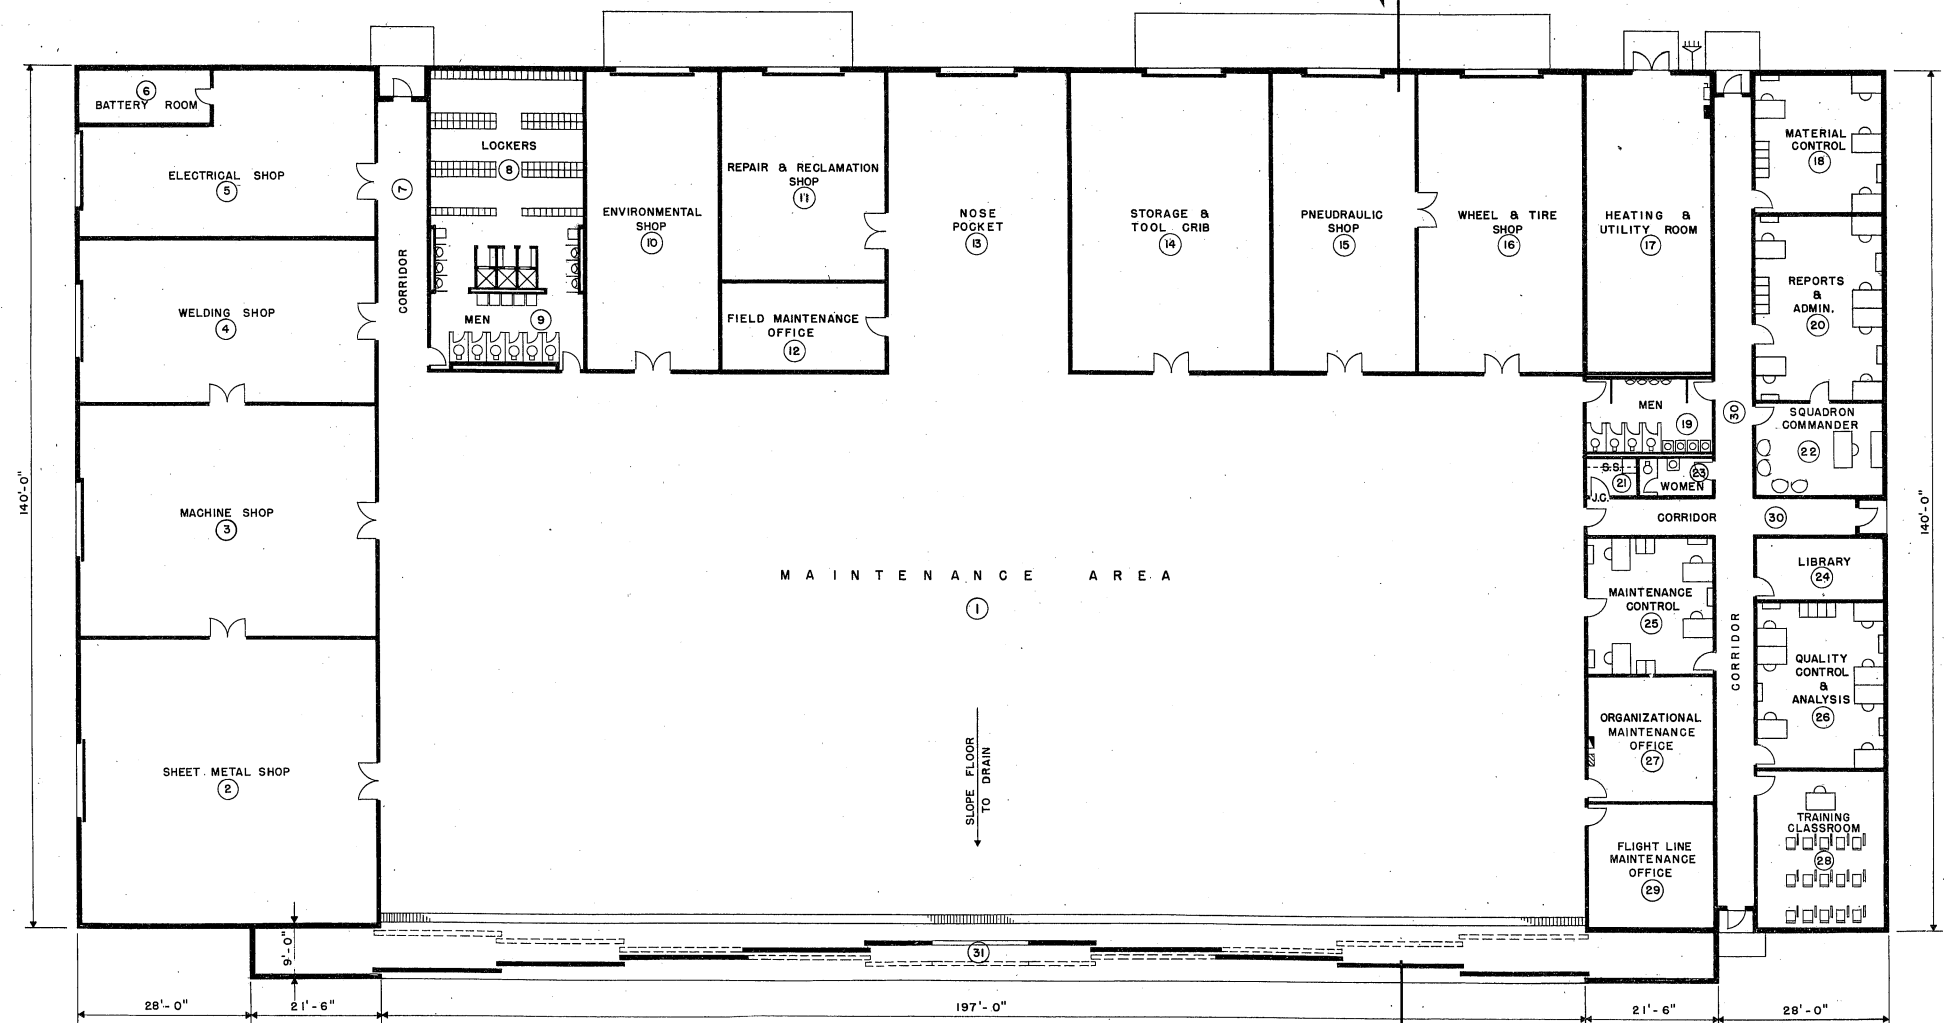 6
BATTERY ROOM
ELECTRICAL SHOP
5
WELDING SHOP
4
MACHINE SHOP
3
SHEET METAL SHOP
2
7
CORRIDOR
LOCKERS
8
MEN
9
ENVIRONMENTAL
SHOP
10
REPAIR & RECLAMATION
SHOP
11
FIELD MAINTENANCE
OFFICE
12
NOSE
POCKET
13
STORAGE &
TOOL CRIB
14
PNEUDRAULIC
SHOP
15
WHEEL & TIRE
SHOP
16
HEATING &
UTILITY ROOM
17
MATERIAL
CONTROL
18
REPORTS
&
ADMIN.
20
MEN
19
30
SQUADRON
COMMANDER
22
S.S.
21
J.C.
23
WOMEN
CORRIDOR
30
LIBRARY
24
MAINTENANCE
CONTROL
25
CORRIDOR
QUALITY
CONTROL
&
ANALYSIS
26
ORGANIZATIONAL
MAINTENANCE
OFFICE
27
TRAINING
CLASSROOM
28
FLIGHT LINE
MAINTENANCE
OFFICE
29
MAINTENANCE AREA
1
SLOPE FLOOR
TO DRAIN
31
140'-0"
140'-0"
9'-0"
28'-0"
21'-6"
197'-0"
21'-6"
28'-0"